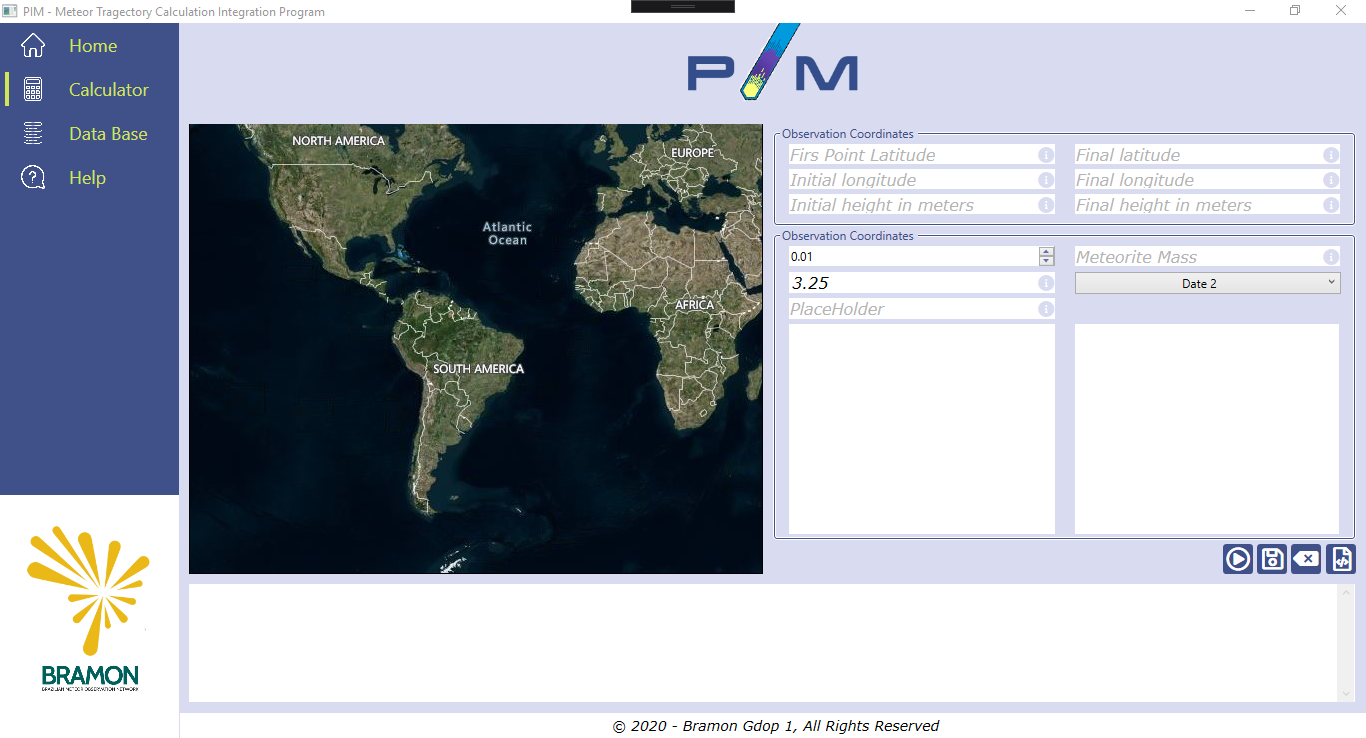 PIM - Meteor Tragectory Calculation Integration Program
Home
Calculator
Data Base
Help
P/M
NORTH AMERICA
EUROPE
Atlantic
Ocean
AFRICA
SOUTH AMERICA
Observation Coordinates
Firs Point Latitude
Final latitude
Initial longitude
Final longitude
Initial height in meters
Final height in meters
Observation Coordinates
0.01
Meteorite Mass
3.25
Date 2
PlaceHolder
BRAMON
BRAZILIAN METEOR OBSERVATION NETWORK
© 2020 - Bramon Gdop 1, All Rights Reserved